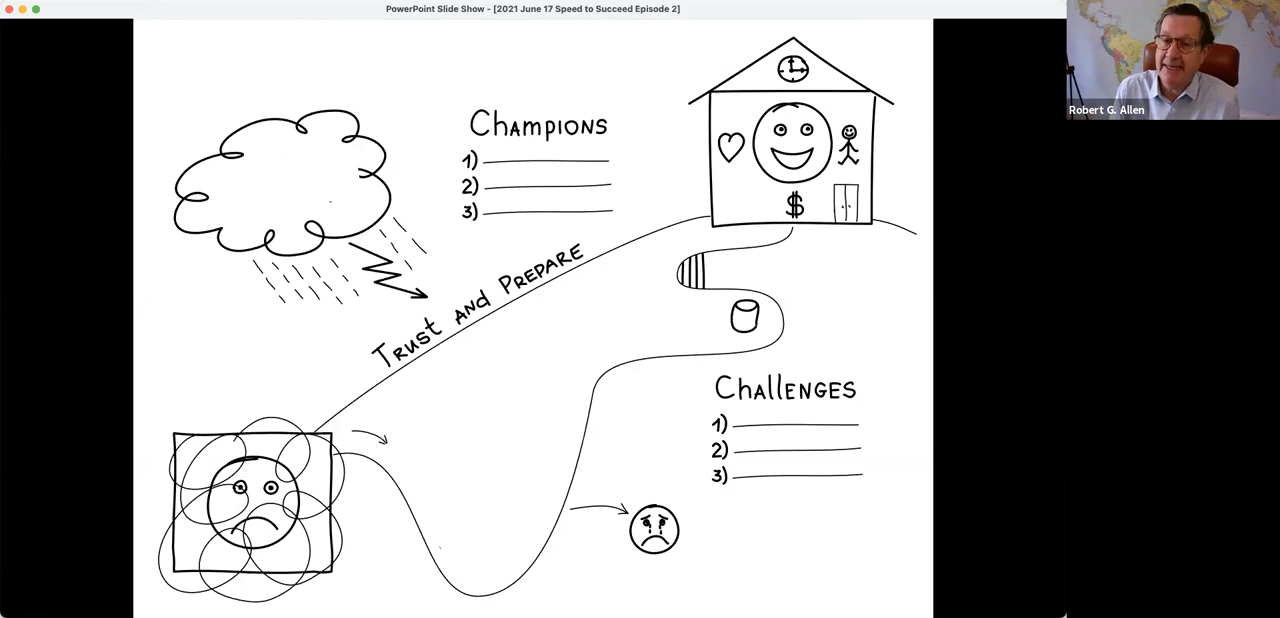 PowerPoint Slide Show - [2021 June 17 Speed to Succeed Episode 2]
Robert G. Allen
Champions
1)
2)
3)
$
Trust and Prepare
Challenges
1)
2)
3)